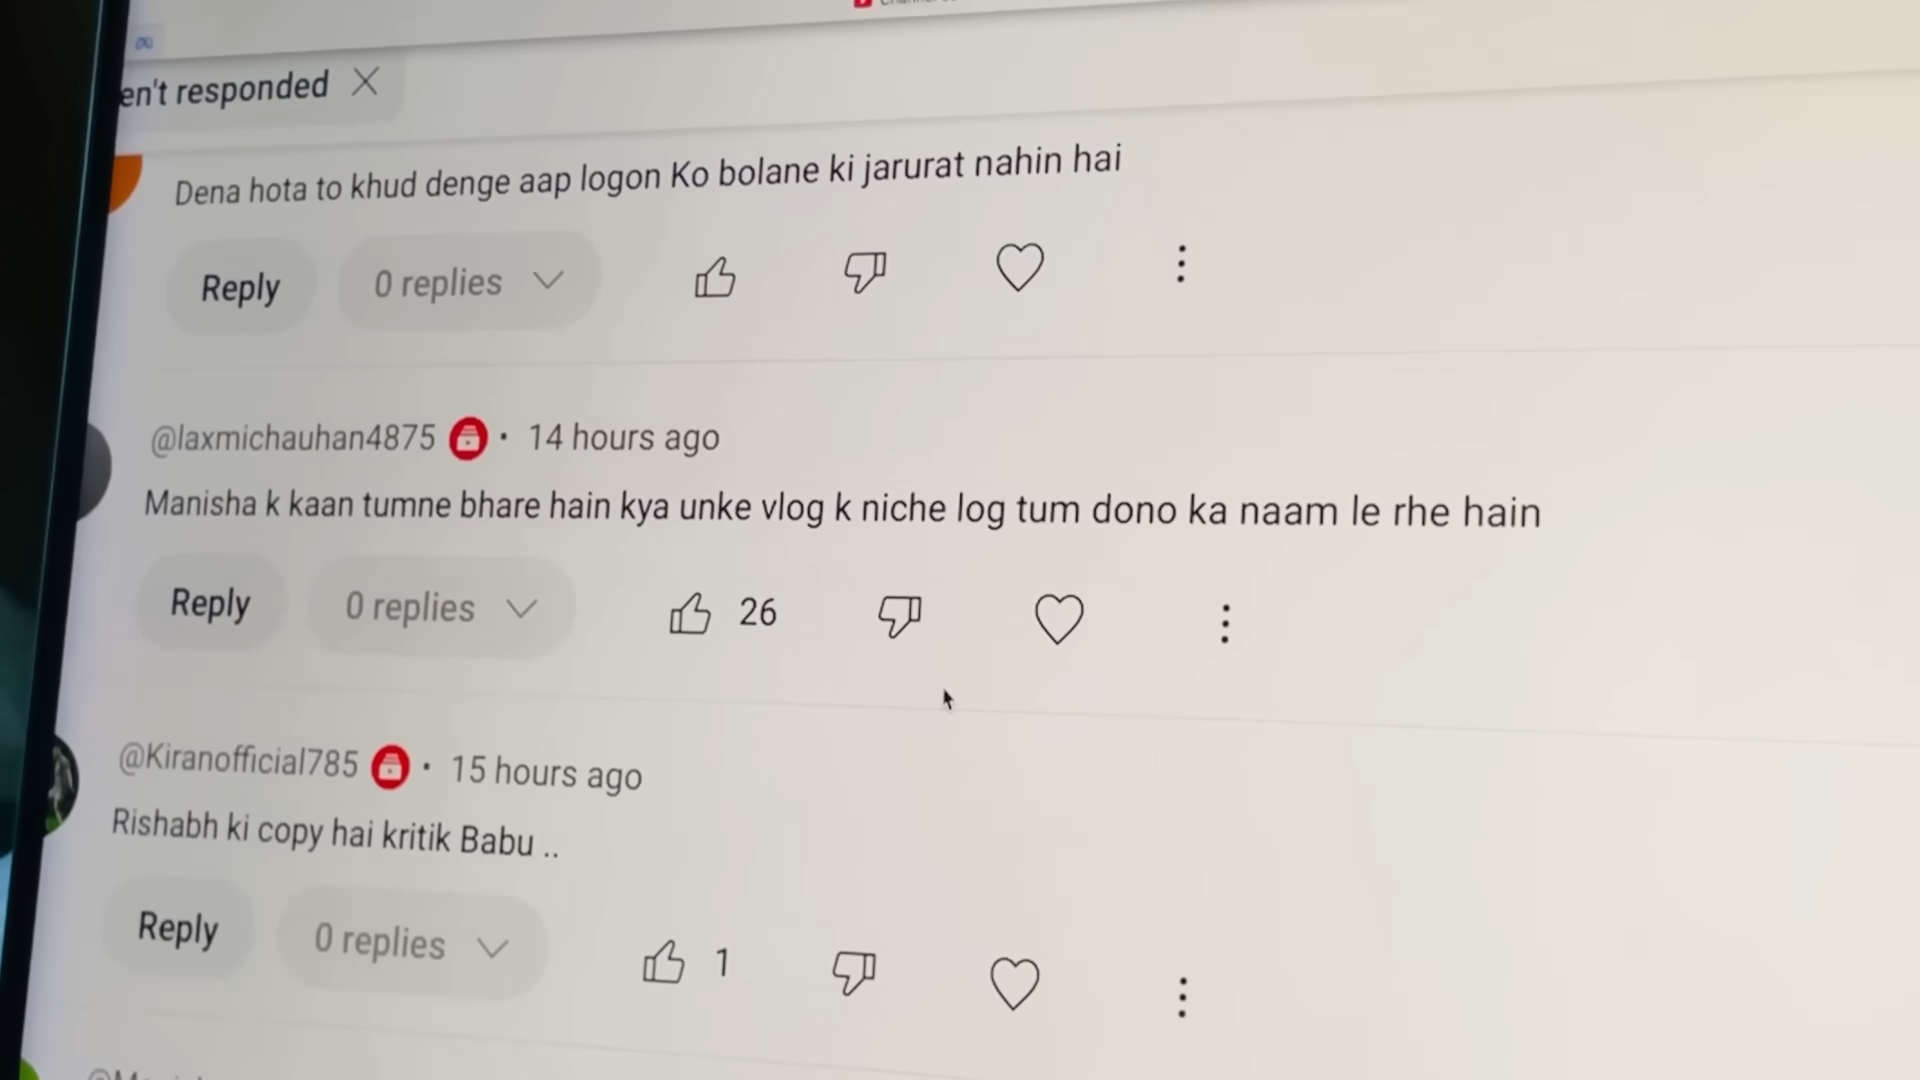 en't responded
Dena hota to khud denge aap logon Ko bolane ki jarurat nahin hai
Reply 0 replies
@laxmichauhan4875 · 14 hours ago
Manisha k kaan tumne bhare hain kya unke vlog k niche log tum dono ka naam le rhe hain
Reply 0 replies 26
@Kiranofficial785 · 15 hours ago
Rishabh ki copy hai kritik Babu ..
Reply 0 replies 1